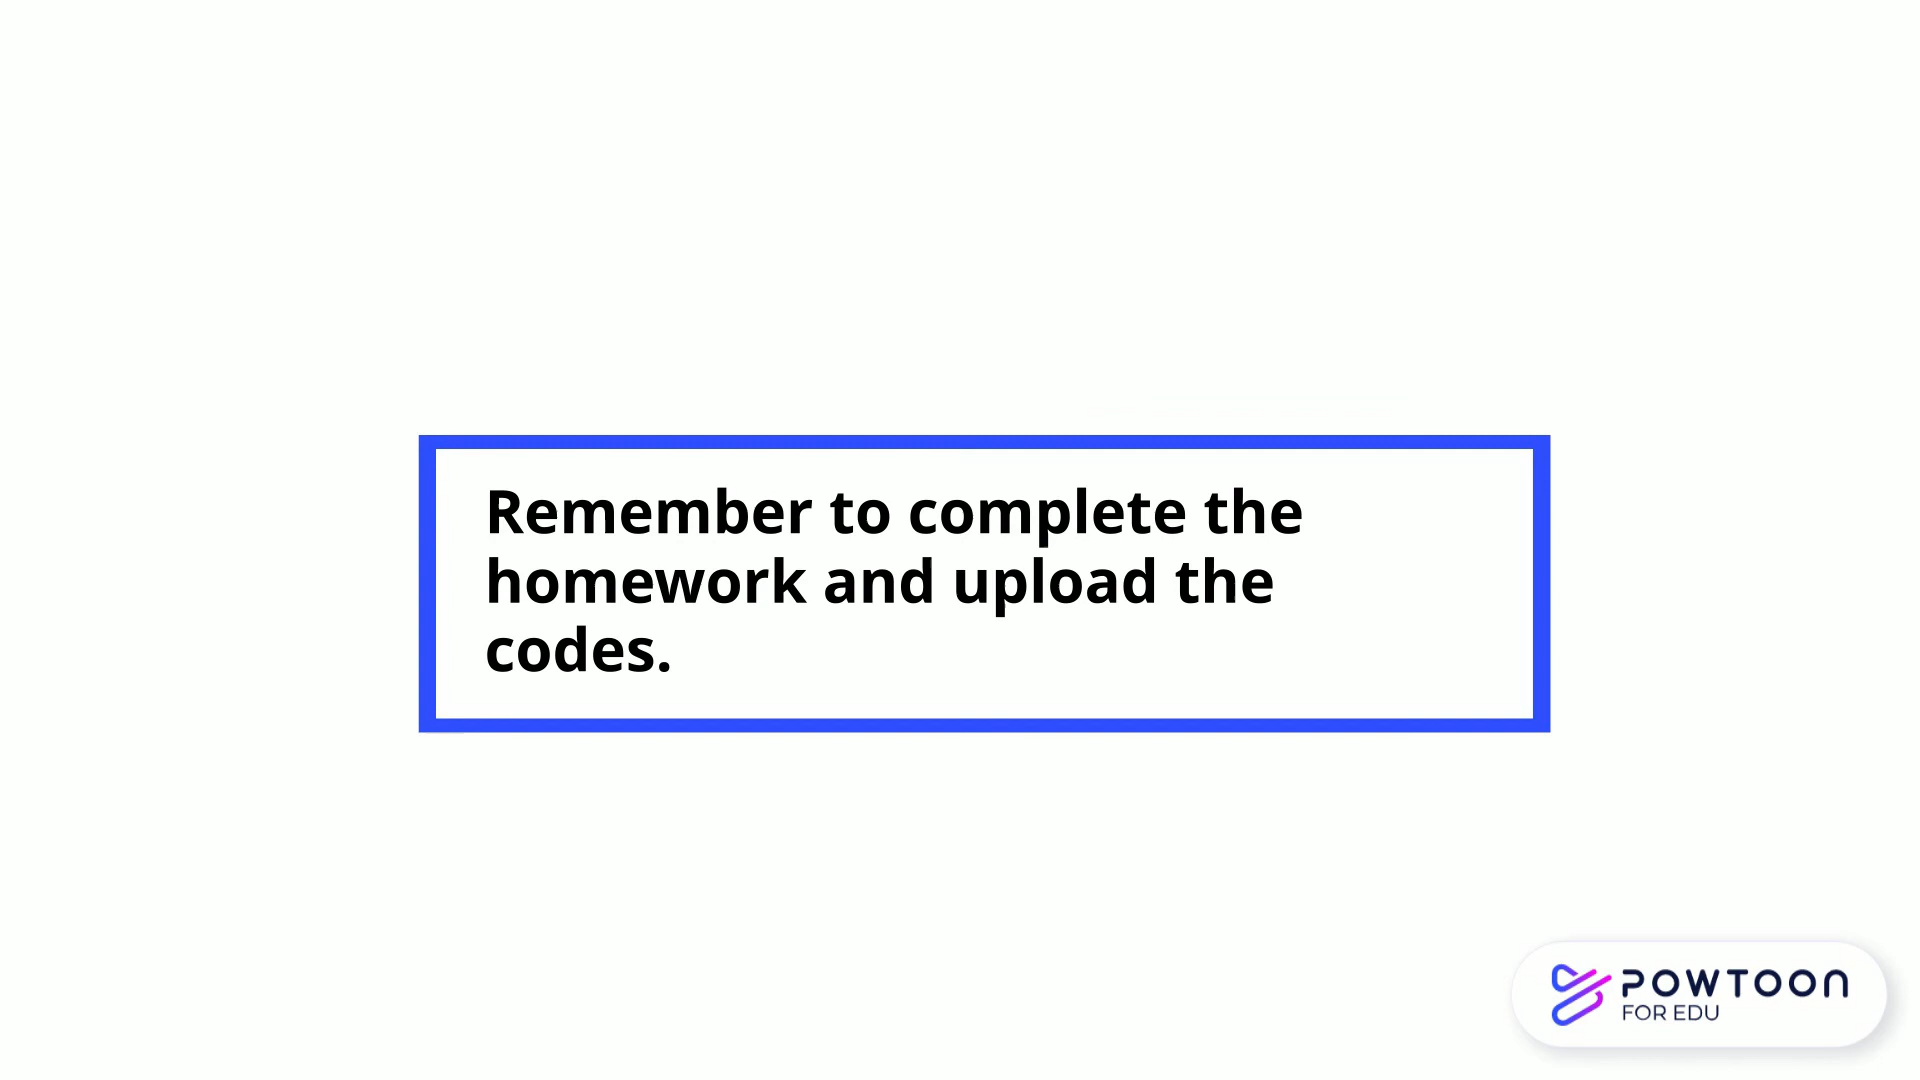 Remember to complete the
homework and upload the
codes.
POWTOON
FOR EDU